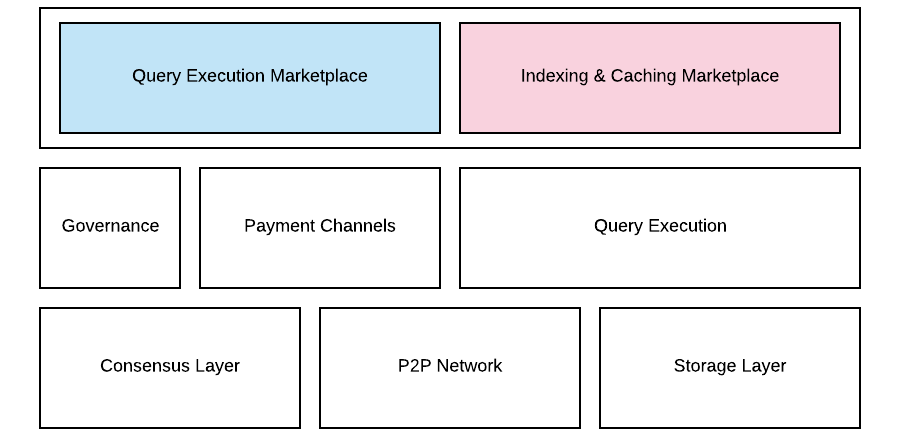 Query Execution Marketplace
Indexing & Caching Marketplace
Governance
Payment Channels
Query Execution
Consensus Layer
P2P Network
Storage Layer